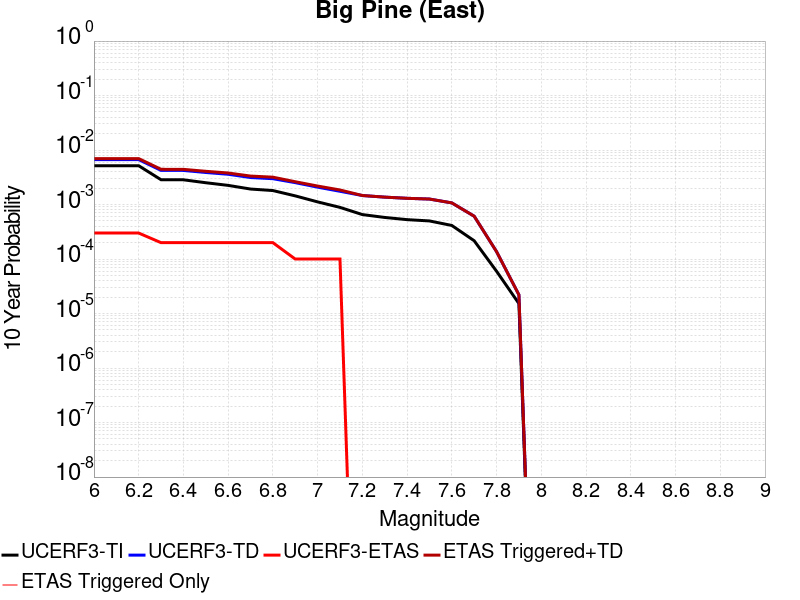 Big Pine (East)
10 Year Probability
10^0
10^-1
10^-2
10^-3
10^-4
10^-5
10^-6
10^-7
10^-8
6 6.2 6.4 6.6 6.8 7 7.2 7.4 7.6 7.8 8 8.2 8.4 8.6 8.8 9
Magnitude
UCERF3-TI UCERF3-TD UCERF3-ETAS ETAS Triggered+TD
ETAS Triggered Only